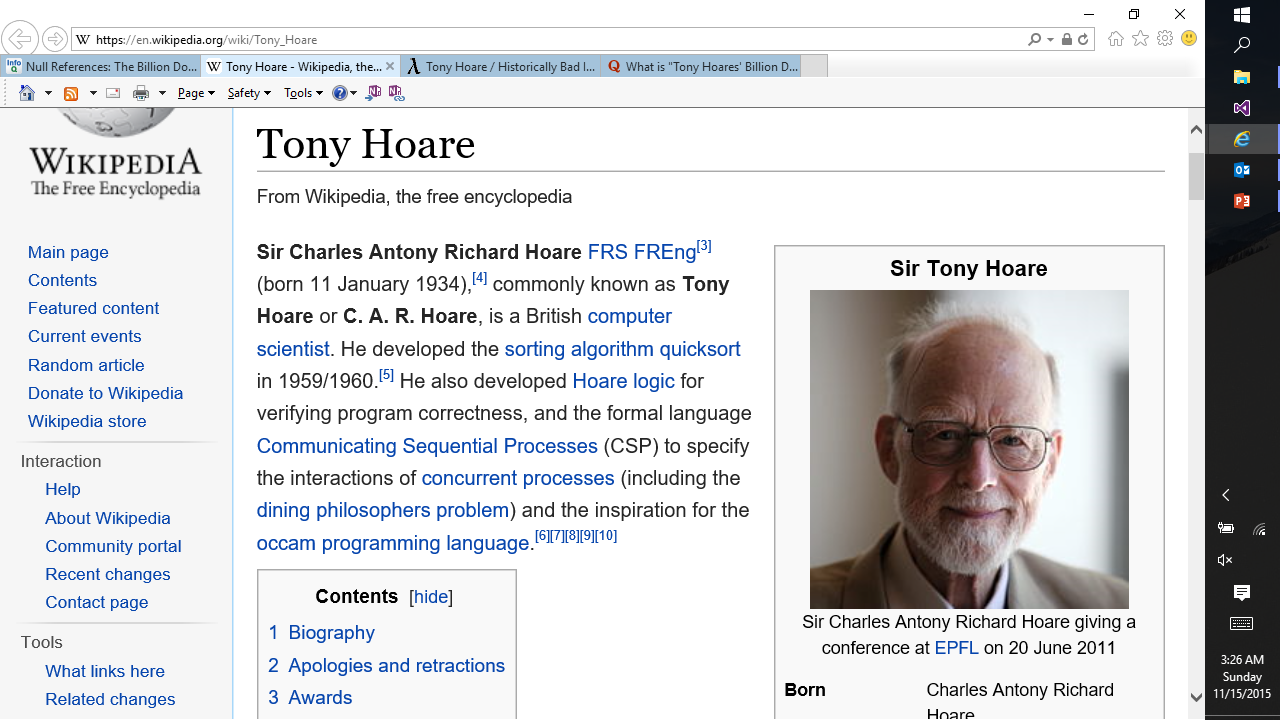 https://en.wikipedia.org/wiki/Tony_Hoare
Null References: The Billion Do...
Tony Hoare - Wikipedia, the...
Tony Hoare / Historically Bad I...
What is "Tony Hoares' Billion D...
Page
Safety
Tools
WIKIPEDIA
The Free Encyclopedia
Main page
Contents
Featured content
Current events
Random article
Donate to Wikipedia
Wikipedia store
Interaction
Help
About Wikipedia
Community portal
Recent changes
Contact page
Tools
What links here
Related changes
Tony Hoare
From Wikipedia, the free encyclopedia
Sir Charles Antony Richard Hoare FRS FREng[3]
(born 11 January 1934),[4] commonly known as Tony
Hoare or C. A. R. Hoare, is a British computer
scientist. He developed the sorting algorithm quicksort
in 1959/1960.[5] He also developed Hoare logic for
verifying program correctness, and the formal language
Communicating Sequential Processes (CSP) to specify
the interactions of concurrent processes (including the
dining philosophers problem) and the inspiration for the
occam programming language.[6][7][8][9][10]
Contents [hide]
1 Biography
2 Apologies and retractions
3 Awards
Sir Tony Hoare
Sir Charles Antony Richard Hoare giving a
conference at EPFL on 20 June 2011
Born Charles Antony Richard
Hoare
3:26 AM
Sunday
11/15/2015